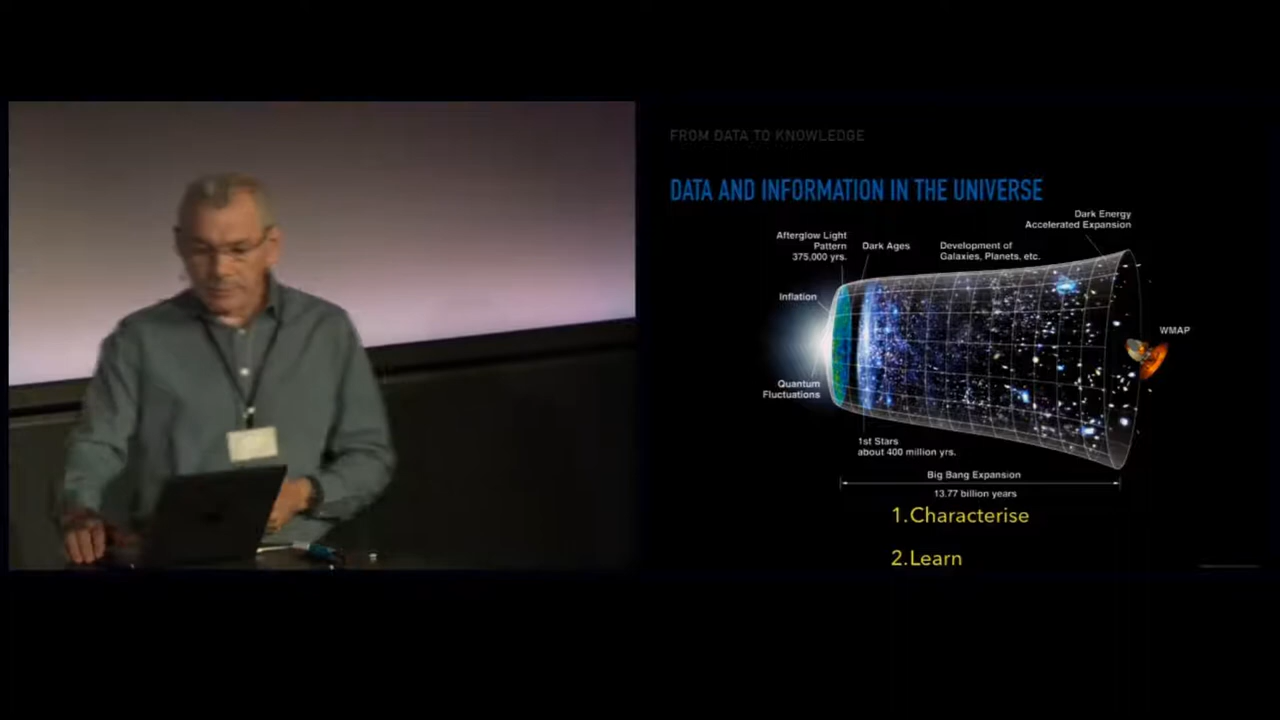 FROM DATA TO KNOWLEDGE
DATA AND INFORMATION IN THE UNIVERSE
Dark Energy
Accelerated Expansion
Afterglow Light
Pattern
375,000 yrs.
Dark Ages
Development of
Galaxies, Planets, etc.
Inflation
WMAP
Quantum
Fluctuations
1st Stars
about 400 million yrs.
Big Bang Expansion
13.77 billion years
1.Characterise
2.Learn